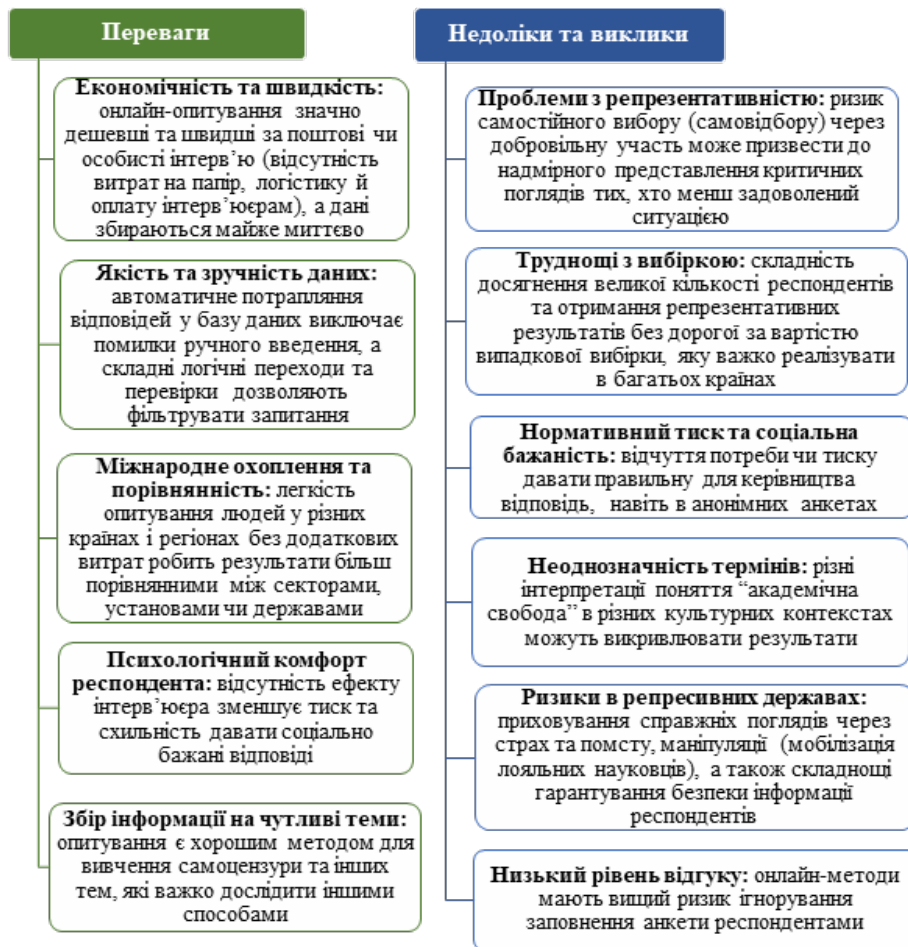 Переваги
Економічність та швидкість:
онлайн-опитування значно
дешевші та швидші за поштові чи
особисті інтерв’ю (відсутність
витрат на папір, логістику й
оплату інтерв’юєрам), а дані
збираються майже миттєво
Якість та зручність даних:
автоматичне потрапляння
відповідей у базу даних виключає
помилки ручного введення, а
складні логічні переходи та
перевірки дозволяють
фільтрувати запитання
Міжнародне охоплення та
порівнянність: легкість
опитування людей у різних
країнах і регіонах без додаткових
витрат робить результати більш
порівнянними між секторами,
установами чи державами
Психологічний комфорт
респондента: відсутність ефекту
інтерв’юєра зменшує тиск та
схильність давати соціально
бажані відповіді
Збір інформації на чутливі теми:
опитування є хорошим методом для
вивчення самоцензури та інших
тем, які важко дослідити іншими
способами
Недоліки та виклики
Проблеми з репрезентативністю: ризик
самостійного вибору (самовідбору) через
добровільну участь може призвести до
надмірного представлення критичних
поглядів тих, хто менш задоволений
ситуацією
Труднощі з вибіркою: складність
досягнення великої кількості респондентів
та отримання репрезентативних
результатів без дорогої за вартістю
випадкової вибірки, яку важко реалізувати
в багатьох країнах
Нормативний тиск та соціальна
бажаність: відчуття потреби чи тиску
давати правильну для керівництва
відповідь, навіть в анонімних анкетах
Неоднозначність термінів: різні
інтерпретації поняття “академічна
свобода” в різних культурних контекстах
можуть викривлювати результати
Ризики в репресивних державах:
приховування справжніх поглядів через
страх та помсту, маніпуляції (мобілізація
лояльних науковців), а також складнощі
гарантування безпеки інформації
респондентів
Низький рівень відгуку: онлайн-методи
мають вищий ризик ігнорування
заповнення анкети респондентами